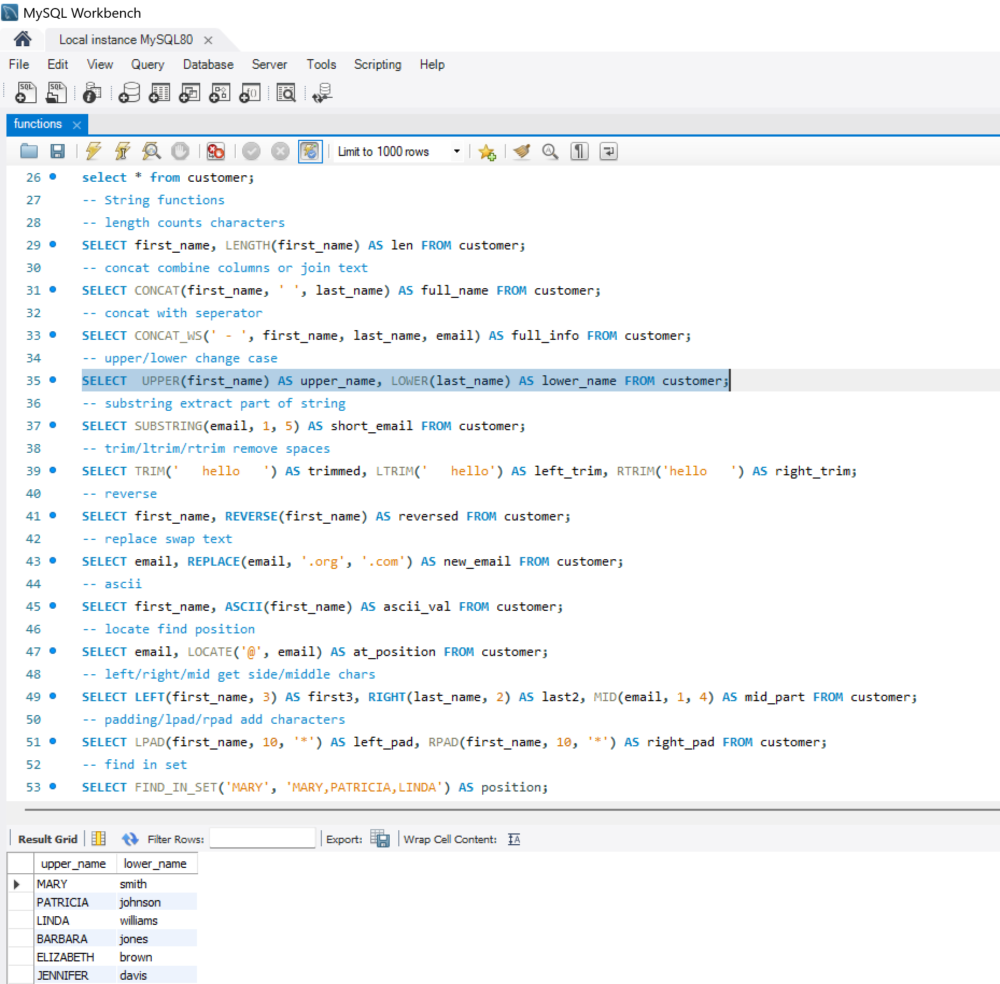 MySQL Workbench
Local instance MySQL80
File Edit View Query Database Server Tools Scripting Help
functions
Limit to 1000 rows
26 select * from customer;
27 -- String functions
28 -- length counts characters
29 SELECT first_name, LENGTH(first_name) AS len FROM customer;
30 -- concat combine columns or join text
31 SELECT CONCAT(first_name, ' ', last_name) AS full_name FROM customer;
32 -- concat with seperator
33 SELECT CONCAT_WS(' - ', first_name, last_name, email) AS full_info FROM customer;
34 -- upper/lower change case
35 SELECT  UPPER(first_name) AS upper_name, LOWER(last_name) AS lower_name FROM customer;
36 -- substring extract part of string
37 SELECT SUBSTRING(email, 1, 5) AS short_email FROM customer;
38 -- trim/ltrim/rtrim remove spaces
39 SELECT TRIM('   hello   ') AS trimmed, LTRIM('   hello') AS left_trim, RTRIM('hello   ') AS right_trim;
40 -- reverse
41 SELECT first_name, REVERSE(first_name) AS reversed FROM customer;
42 -- replace swap text
43 SELECT email, REPLACE(email, '.org', '.com') AS new_email FROM customer;
44 -- ascii
45 SELECT first_name, ASCII(first_name) AS ascii_val FROM customer;
46 -- locate find position
47 SELECT email, LOCATE('@', email) AS at_position FROM customer;
48 -- left/right/mid get side/middle chars
49 SELECT LEFT(first_name, 3) AS first3, RIGHT(last_name, 2) AS last2, MID(email, 1, 4) AS mid_part FROM customer;
50 -- padding/lpad/rpad add characters
51 SELECT LPAD(first_name, 10, '*') AS left_pad, RPAD(first_name, 10, '*') AS right_pad FROM customer;
52 -- find in set
53 SELECT FIND_IN_SET('MARY', 'MARY,PATRICIA,LINDA') AS position;
Result Grid Filter Rows: Export: Wrap Cell Content:
upper_name lower_name
MARY smith
PATRICIA johnson
LINDA williams
BARBARA jones
ELIZABETH brown
JENNIFER davis